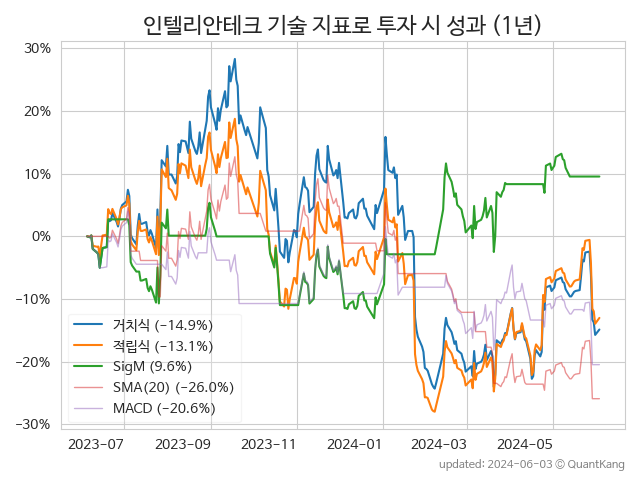 인텔리안테크 기술 지표로 투자 시 성과 (1년)
30%
20%
10%
0%
−10%
−20%
−30%
거치식 (−14.9%)
적립식 (−13.1%)
SigM (9.6%)
SMA(20) (−26.0%)
MACD (−20.6%)
2023-07 2023-09 2023-11 2024-01 2024-03 2024-05
updated: 2024-06-03 © QuantKang